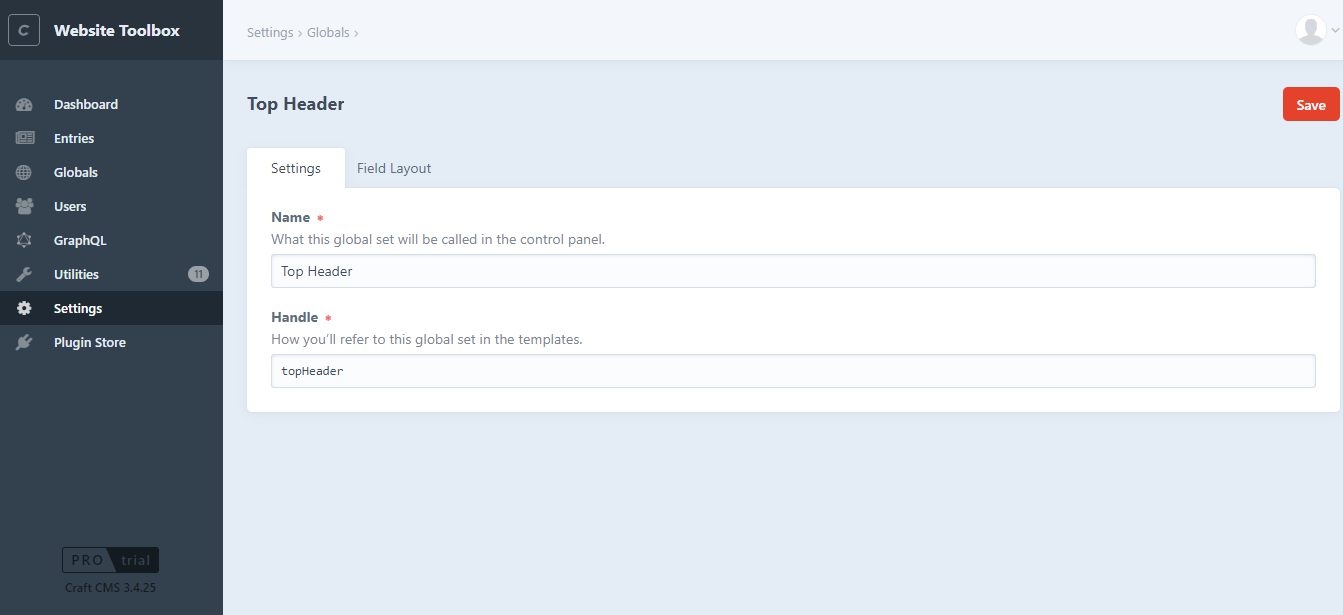 C Website Toolbox
Settings › Globals ›
Dashboard
Entries
Globals
Users
GraphQL
Utilities 11
Settings
Plugin Store
PRO trial
Craft CMS 3.4.25
Top Header
Save
Settings Field Layout
Name *
What this global set will be called in the control panel.
Top Header
Handle *
How you’ll refer to this global set in the templates.
topHeader